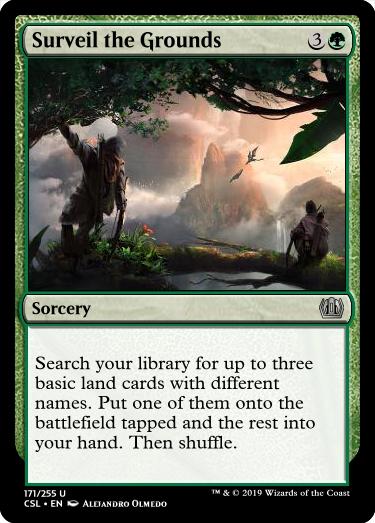 Surveil the Grounds 3
Sorcery
Search your library for up to three
basic land cards with different
names. Put one of them onto the
battlefield tapped and the rest into
your hand. Then shuffle.
171/255 U
CSL • EN Alejandro Olmedo
™ & © 2019 Wizards of the Coast